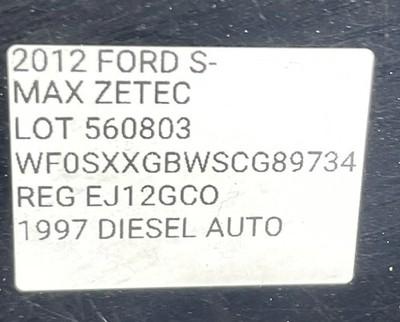 2012 FORD S-
MAX ZETEC
LOT 560803
WF0SXXGBWSCG89734
REG EJ12GCO
1997 DIESEL AUTO